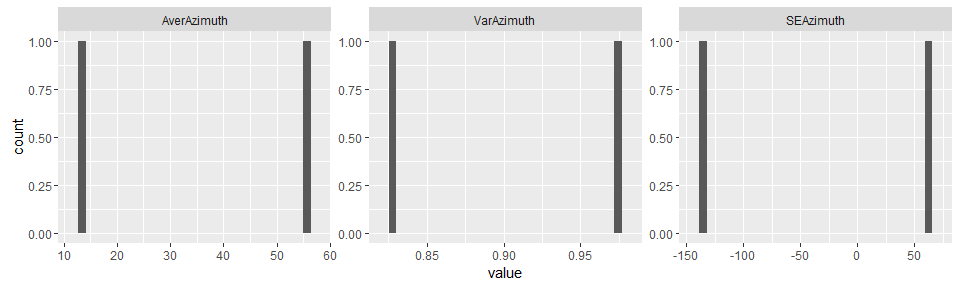 AverAzimuth VarAzimuth SEAzimuth
count
1.00 1.00 1.00
0.75 0.75 0.75
0.50 0.50 0.50
0.25 0.25 0.25
0.00 0.00 0.00
10 20 30 40 50 60 0.85 0.90 0.95 -150 -100 -50 0 50
value